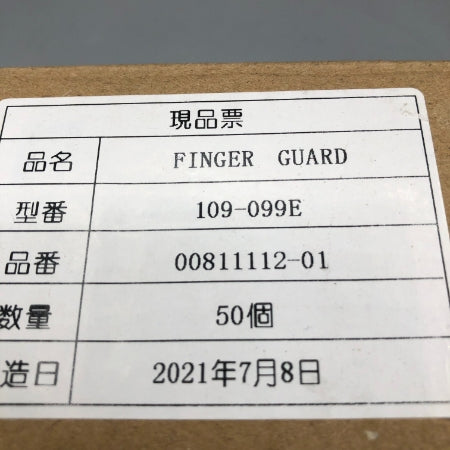 現品票
品名 FINGER GUARD
型番 109-099E
品番 00811112-01
数量 50個
造日 2021年7月8日